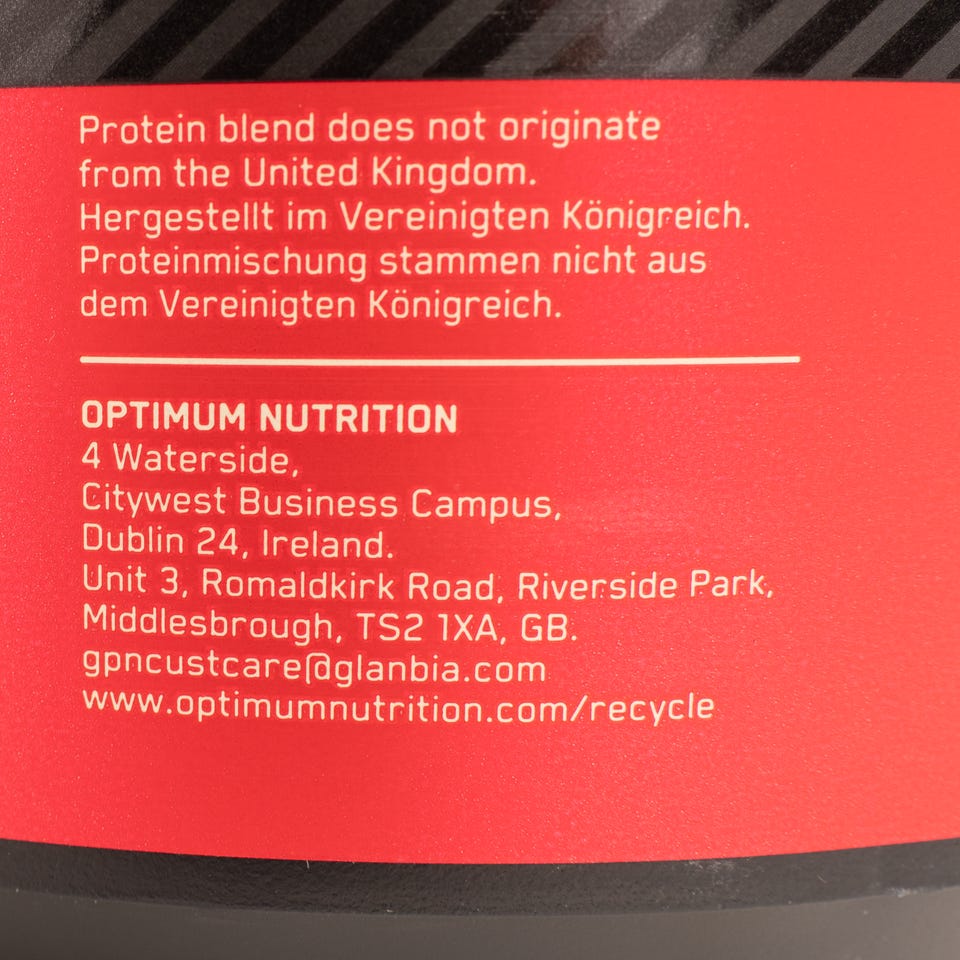 Protein blend does not originate
from the United Kingdom.
Hergestellt im Vereinigten Königreich.
Proteinmischung stammen nicht aus
dem Vereinigten Königreich.
OPTIMUM NUTRITION
4 Waterside,
Citywest Business Campus,
Dublin 24, Ireland.
Unit 3, Romaldkirk Road, Riverside Park,
Middlesbrough, TS2 1XA, GB.
gpncustcare@glanbia.com
www.optimumnutrition.com/recycle